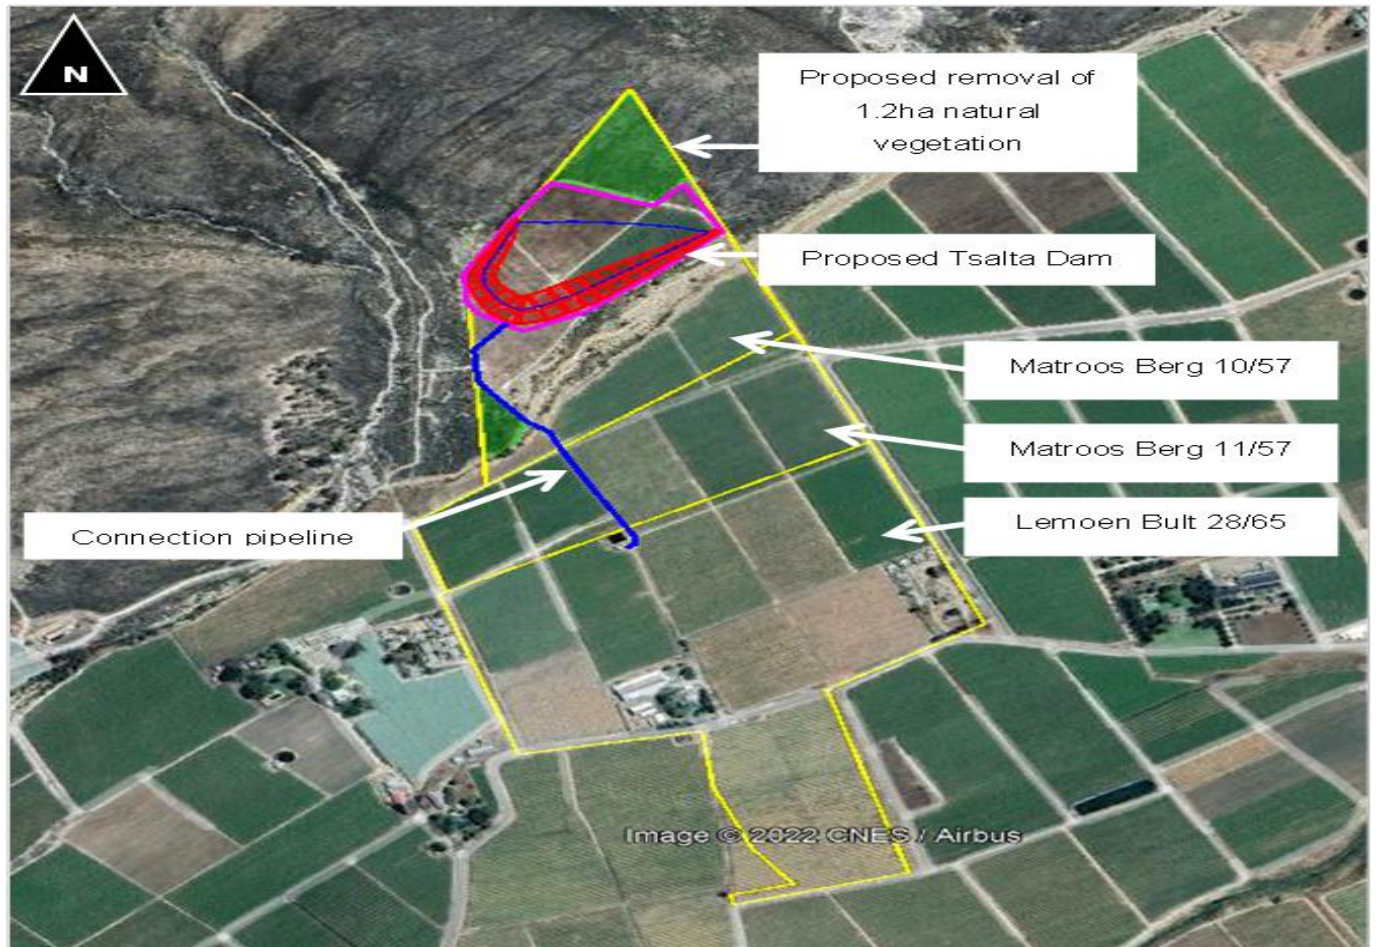 N
Proposed removal of
1.2ha natural
vegetation
Proposed Tsalta Dam
Matroos Berg 10/57
Matroos Berg 11/57
Lemoen Bult 28/65
Connection pipeline
Image © 2022 CNES / Airbus